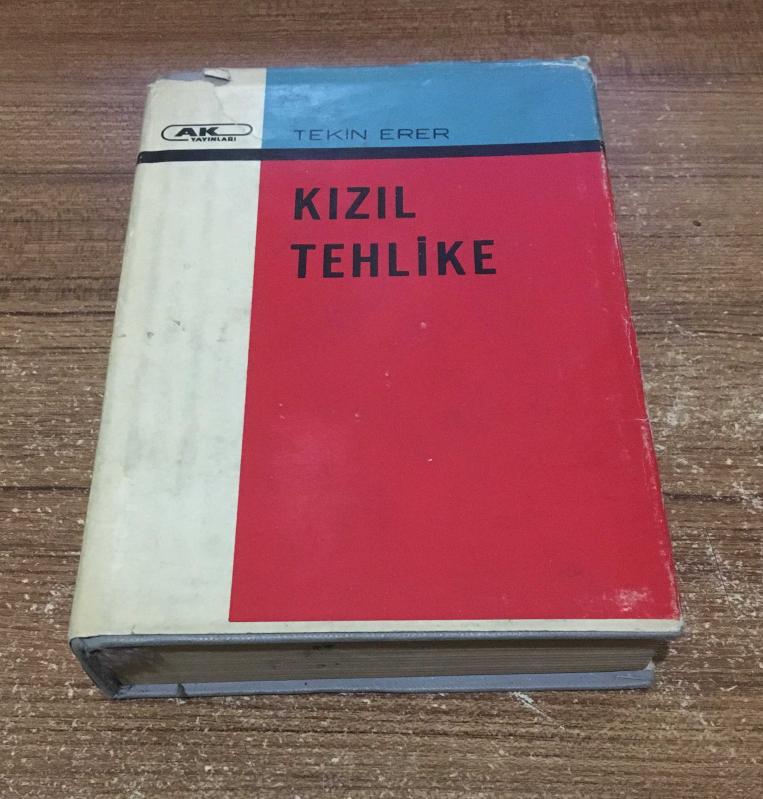 AK
YAYINLARI
TEKİN ERER
KIZIL
TEHLİKE